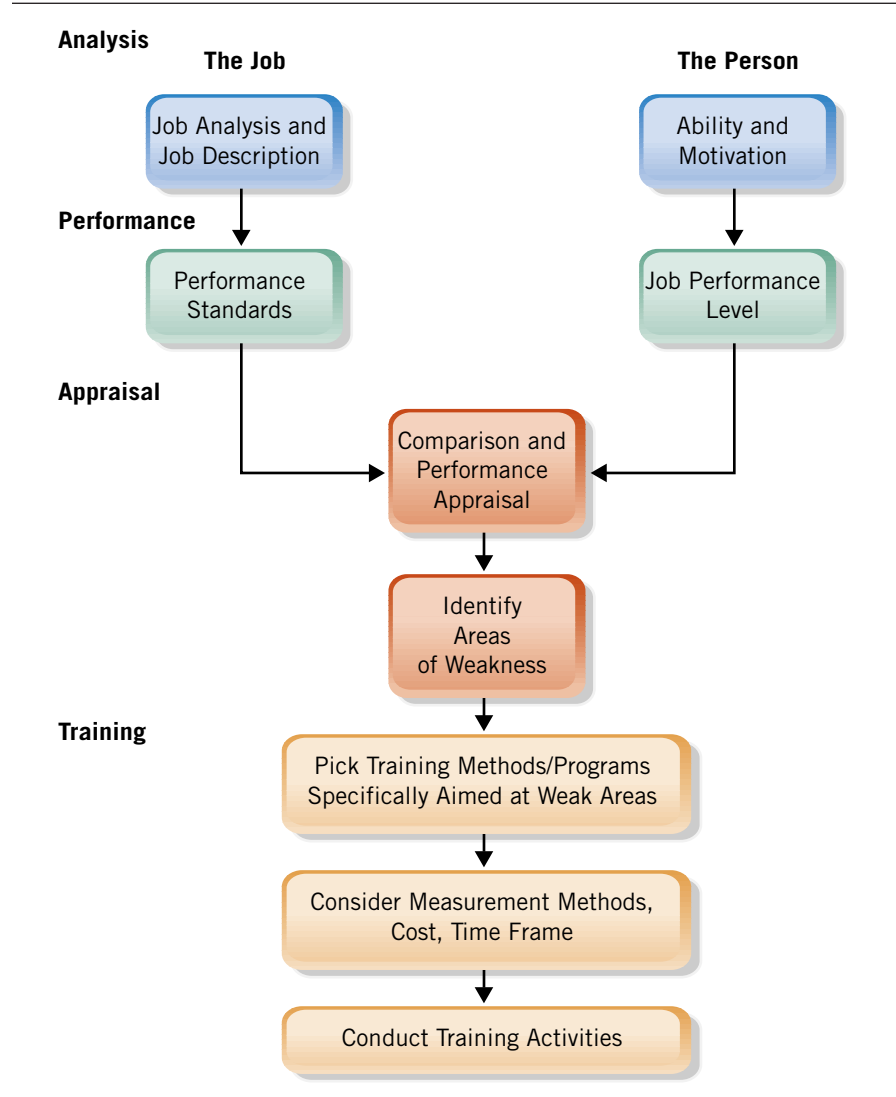 Analysis
The Job
The Person
Job Analysis and
Job Description
Ability and
Motivation
Performance
Performance
Standards
Job Performance
Level
Appraisal
Comparison and
Performance
Appraisal
Identify
Areas
of Weakness
Training
Pick Training Methods/Programs
Specifically Aimed at Weak Areas
Consider Measurement Methods,
Cost, Time Frame
Conduct Training Activities